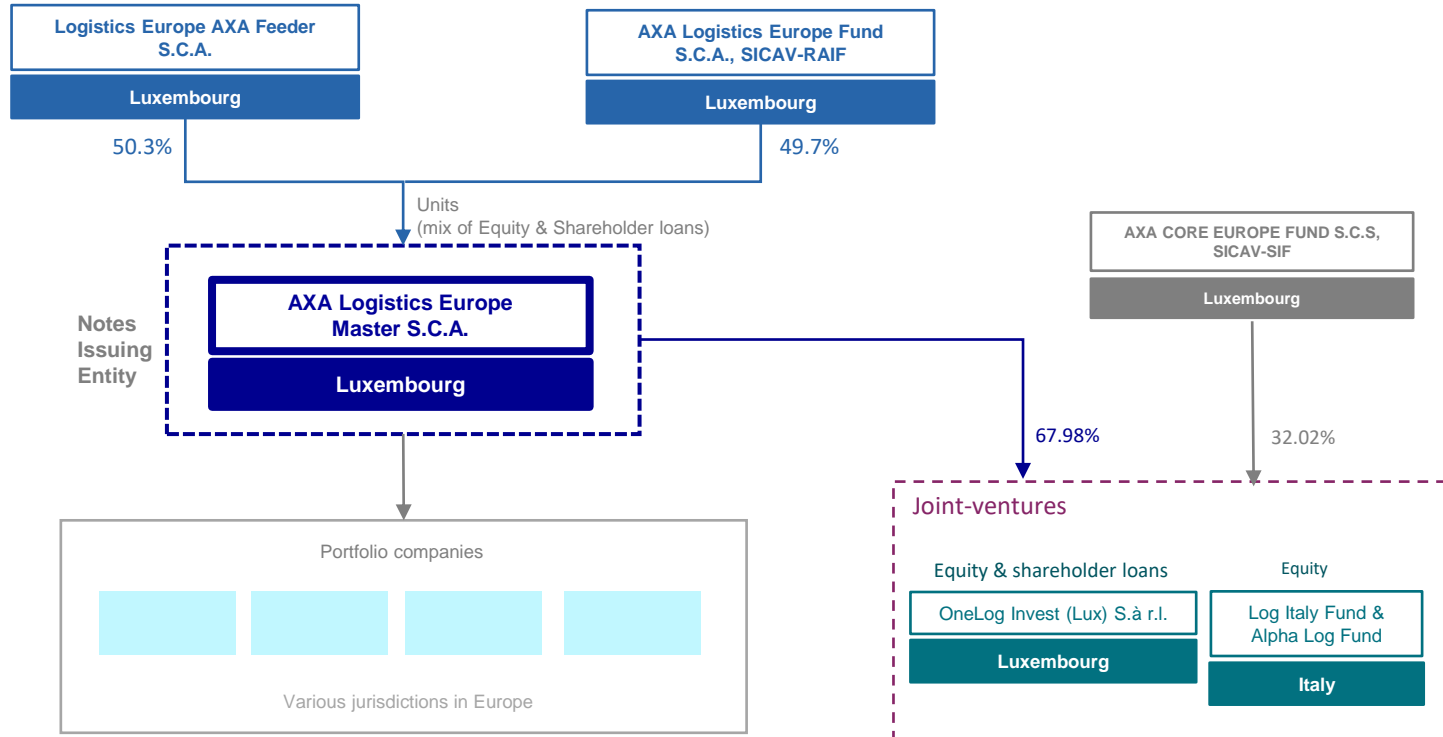 Logistics Europe AXA Feeder
S.C.A.
Luxembourg
AXA Logistics Europe Fund
S.C.A., SICAV-RAIF
Luxembourg
50.3%
49.7%
Units
(mix of Equity & Shareholder loans)
AXA CORE EUROPE FUND S.C.S,
SICAV-SIF
Luxembourg
Notes
Issuing
Entity
AXA Logistics Europe
Master S.C.A.
Luxembourg
67.98%
32.02%
Portfolio companies
Various jurisdictions in Europe
Joint-ventures
Equity & shareholder loans
OneLog Invest (Lux) S.à r.l.
Luxembourg
Equity
Log Italy Fund &
Alpha Log Fund
Italy